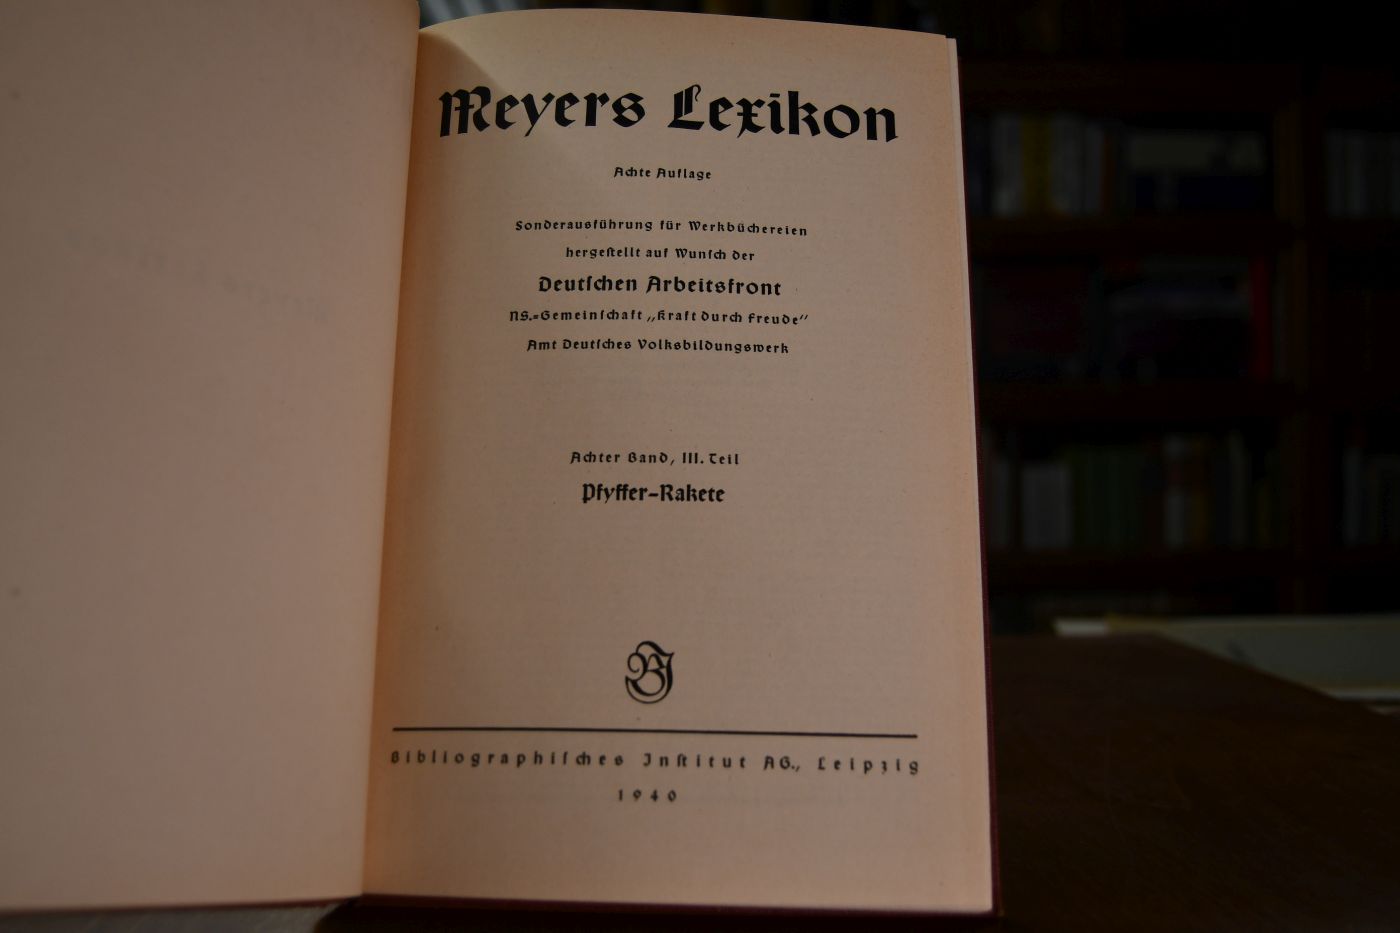 Meyers Lexikon
Achte Auflage
Sonderausführung für Werkbüchereien
hergeſtellt auf Wunſch der
Deutſchen Arbeitsfront
NS.=Gemeinſchaft „Kraft durch Freude“
Amt Deutſches Volksbildungswerk
Achter Band, III. Teil
Pfyffer-Rakete
BI
Bibliographiſches Inſtitut AG., Leipzig
1940